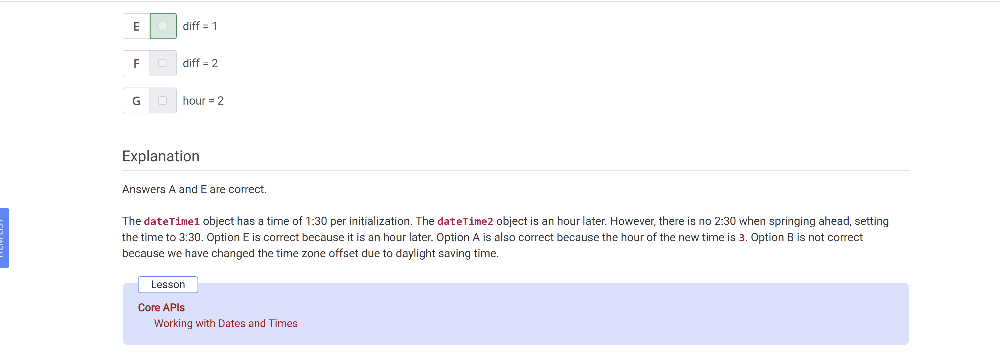 E diff = 1
F diff = 2
G hour = 2
Explanation
Answers A and E are correct.
The dateTime1 object has a time of 1:30 per initialization. The dateTime2 object is an hour later. However, there is no 2:30 when springing ahead, setting
the time to 3:30. Option E is correct because it is an hour later. Option A is also correct because the hour of the new time is 3. Option B is not correct
because we have changed the time zone offset due to daylight saving time.
ITEM LIST
Lesson
Core APIs
Working with Dates and Times